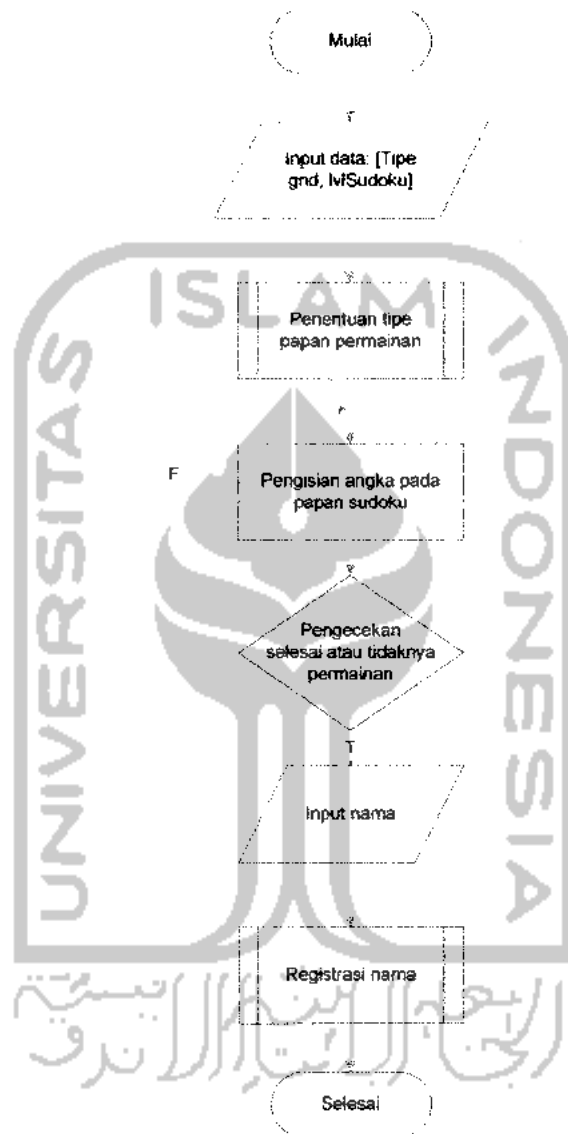 Mulai
Input data: [Tipe
grid, lvlSudoku]
ISLAM
UNIVERSITAS
INDONESIA
Penentuan tipe
papan permainan
F
Pengisian angka pada
papan sudoku
Pengecekan
selesai atau tidaknya
permainan
T
Input nama
Registrasi nama
Selesai